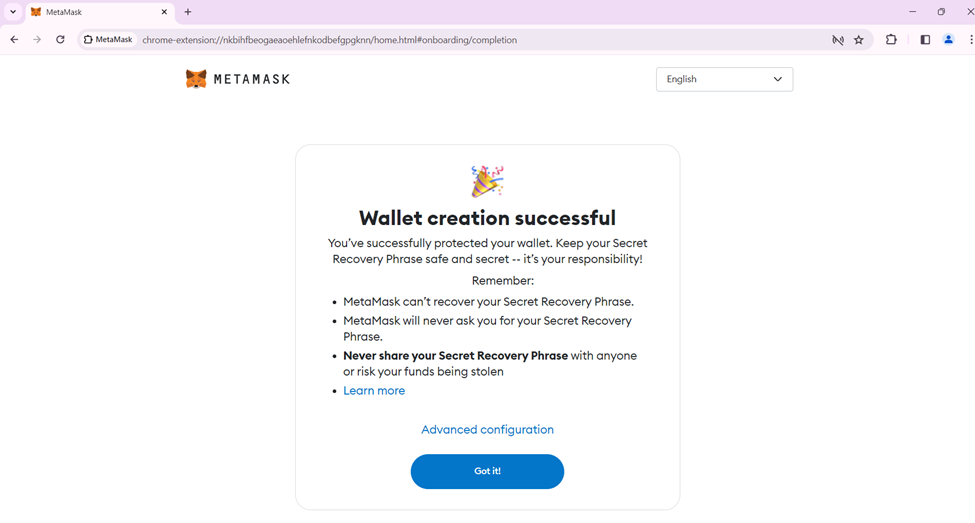 MetaMask
MetaMask
chrome-extension://nkbihfbeogaeaoehlefnkodbefgpgknn/home.html#onboarding/completion
METAMASK
English
Wallet creation successful
You’ve successfully protected your wallet. Keep your Secret
Recovery Phrase safe and secret -- it’s your responsibility!
Remember:
• MetaMask can’t recover your Secret Recovery Phrase.
• MetaMask will never ask you for your Secret Recovery
Phrase.
• Never share your Secret Recovery Phrase with anyone
or risk your funds being stolen
• Learn more
Advanced configuration
Got it!